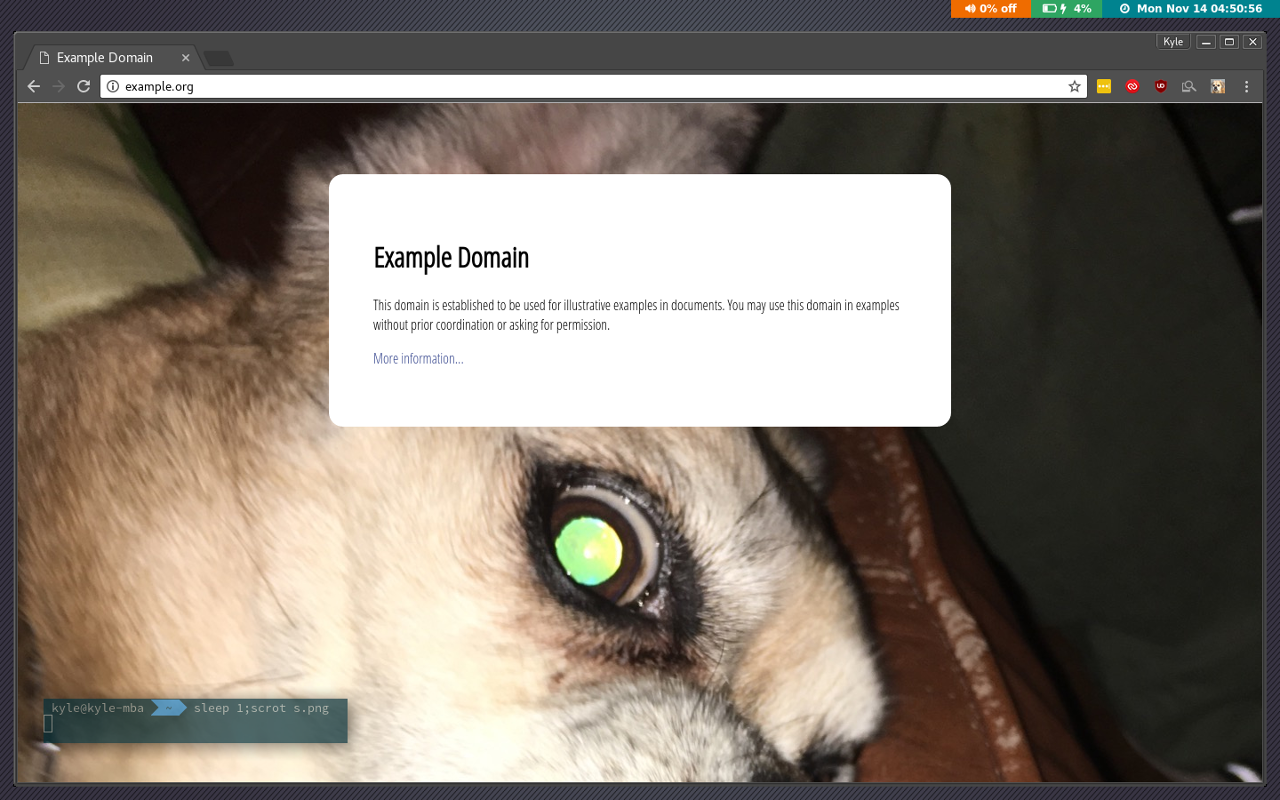 0% off
4%
Mon Nov 14 04:50:56
Kyle
Example Domain
example.org
Example Domain
This domain is established to be used for illustrative examples in documents. You may use this domain in examples
without prior coordination or asking for permission.
More information...
kyle@kyle-mba ~ sleep 1;scrot s.png